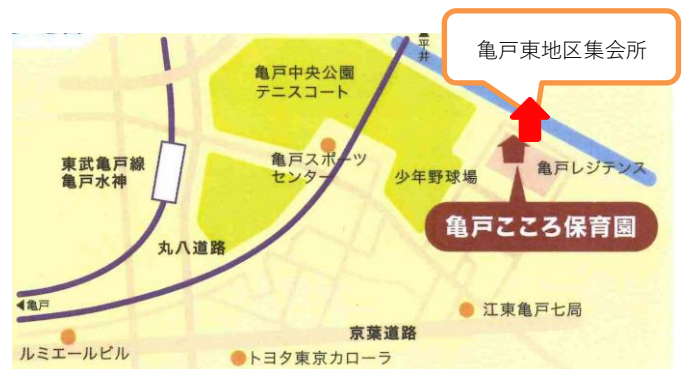 亀戸東地区集会所
平井
亀戸中央公園
テニスコート
東武亀戸線
亀戸水神
亀戸スポーツ
センター
少年野球場
亀戸レジデンス
亀戸こころ保育園
丸八道路
◀亀戸
江東亀戸七局
京葉道路
ルミエールビル
トヨタ東京カローラ